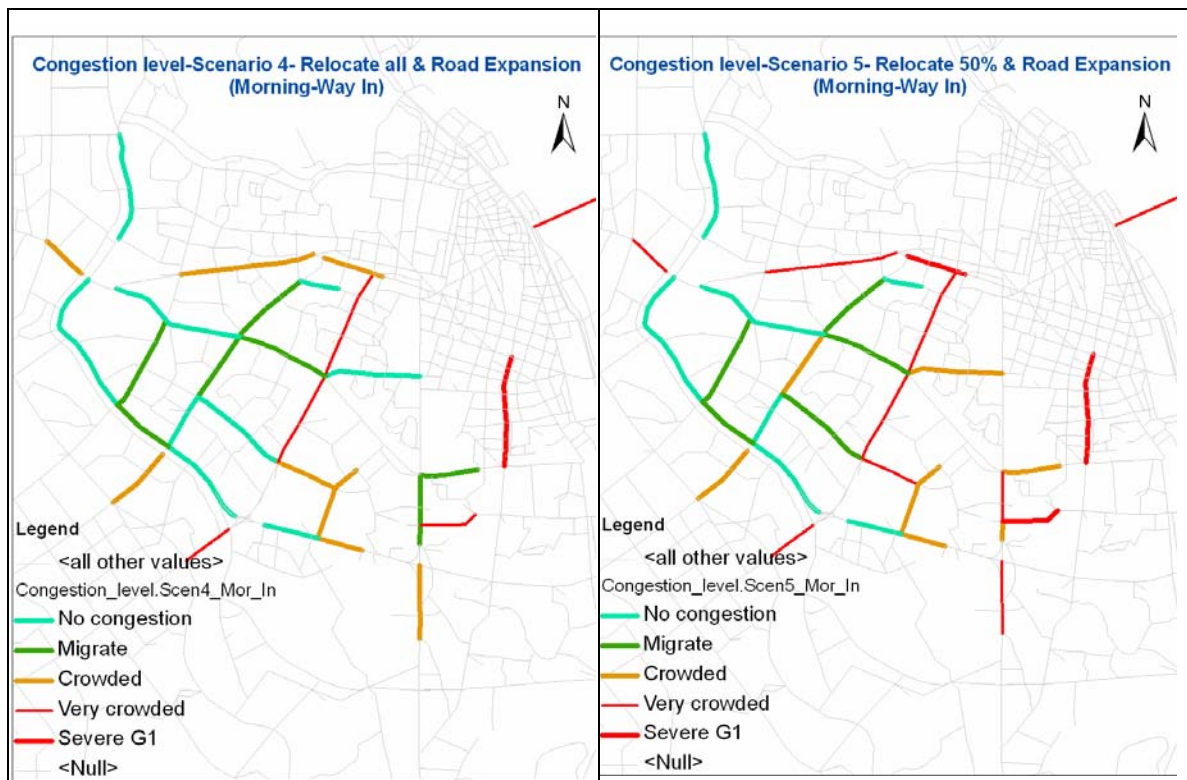 Congestion level-Scenario 4- Relocate all & Road Expansion
(Morning-Way In)
N
Legend
<all other values>
Congestion_level.Scen4_Mor_In
No congestion
Migrate
Crowded
Very crowded
Severe G1
<Null>
Congestion level-Scenario 5- Relocate 50% & Road Expansion
(Morning-Way In)
N
Legend
<all other values>
Congestion_level.Scen5_Mor_In
No congestion
Migrate
Crowded
Very crowded
Severe G1
<Null>